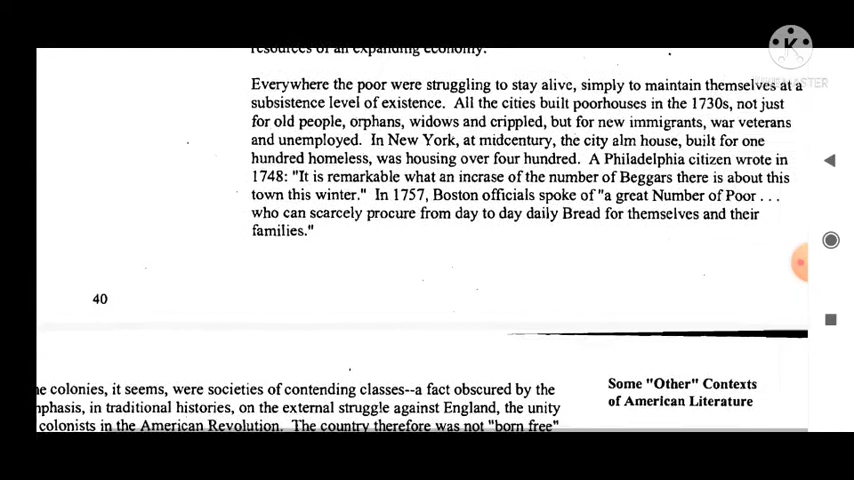 resources of an expanding economy.
Everywhere the poor were struggling to stay alive, simply to maintain themselves at a
subsistence level of existence. All the cities built poorhouses in the 1730s, not just
for old people, orphans, widows and crippled, but for new immigrants, war veterans
and unemployed. In New York, at midcentury, the city alm house, built for one
hundred homeless, was housing over four hundred. A Philadelphia citizen wrote in
1748: "It is remarkable what an incrase of the number of Beggars there is about this
town this winter." In 1757, Boston officials spoke of "a great Number of Poor . . .
who can scarcely procure from day to day daily Bread for themselves and their
families."
40
Some "Other" Contexts
of American Literature
e colonies, it seems, were societies of contending classes--a fact obscured by the
phasis, in traditional histories, on the external struggle against England, the unity
colonists in the American Revolution. The country therefore was not "born free"
K